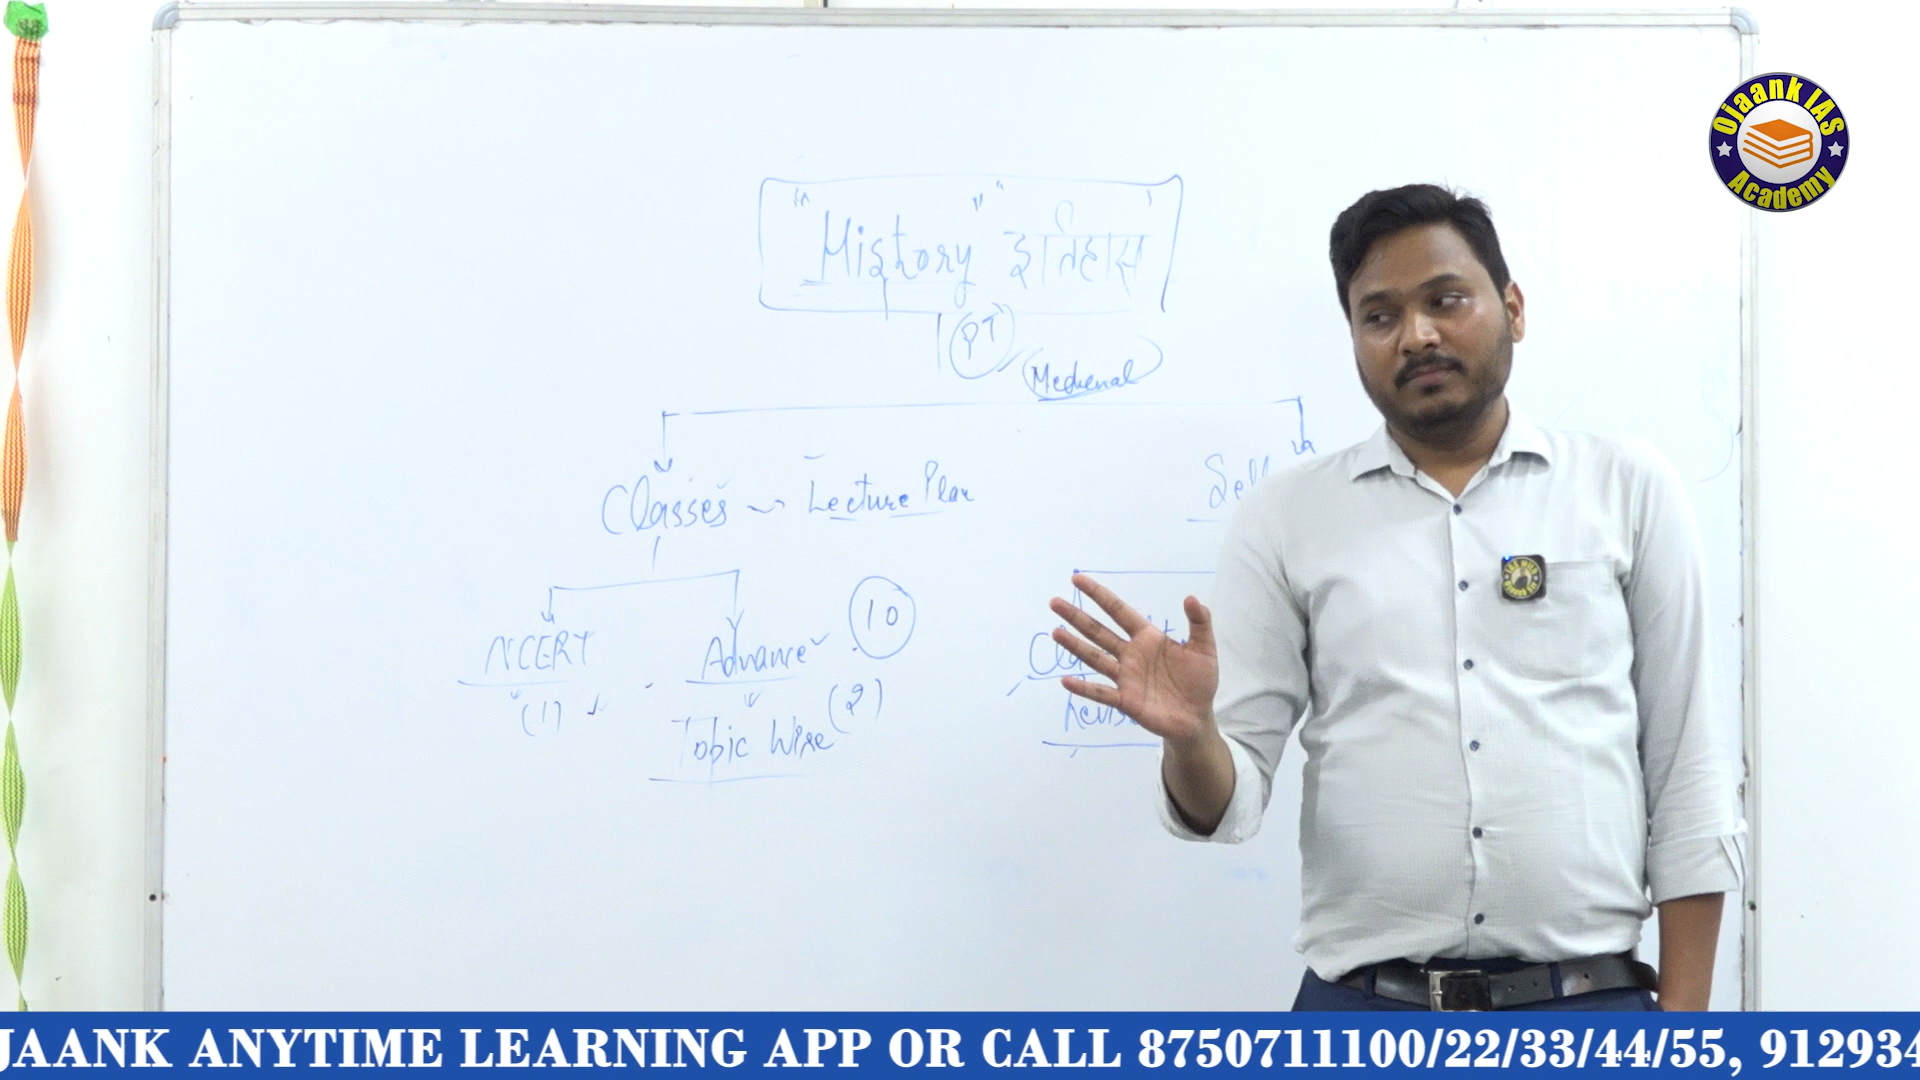 Ojaank IAS
Academy
"History" "इतिहास"
PT
Medieval
Classes → Lecture Plan
Self
NCERT
Advance
10
(1)
(2)
Topic Wise
JAANK ANYTIME LEARNING APP OR CALL 8750711100/22/33/44/55, 912934